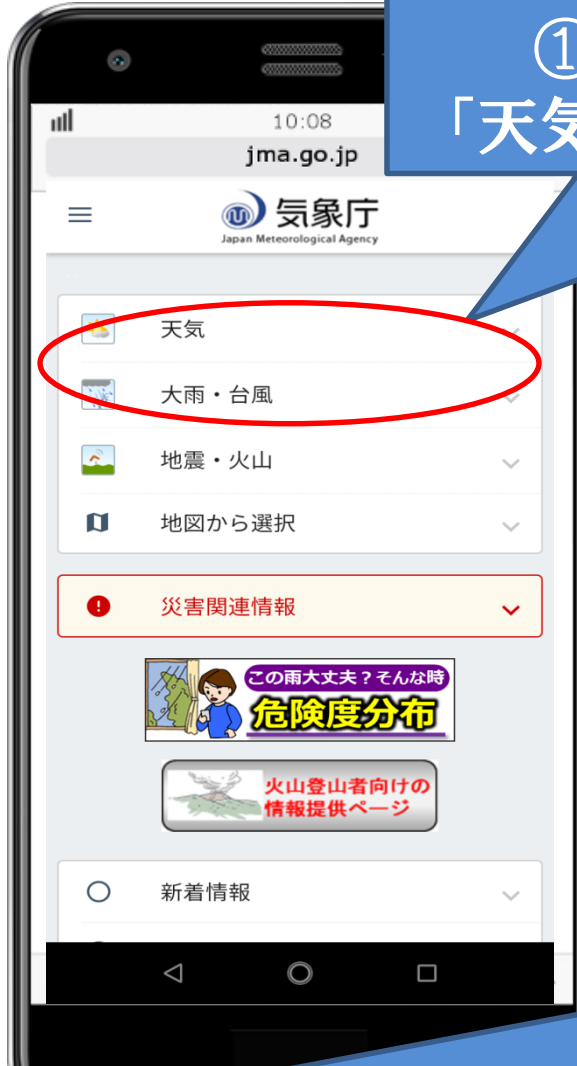 ①
「天気
10:08
jma.go.jp
気象庁
Japan Meteorological Agency
天気
大雨・台風
地震・火山
地図から選択
災害関連情報
この雨大丈夫？そんな時
危険度分布
火山登山者向けの
情報提供ページ
新着情報